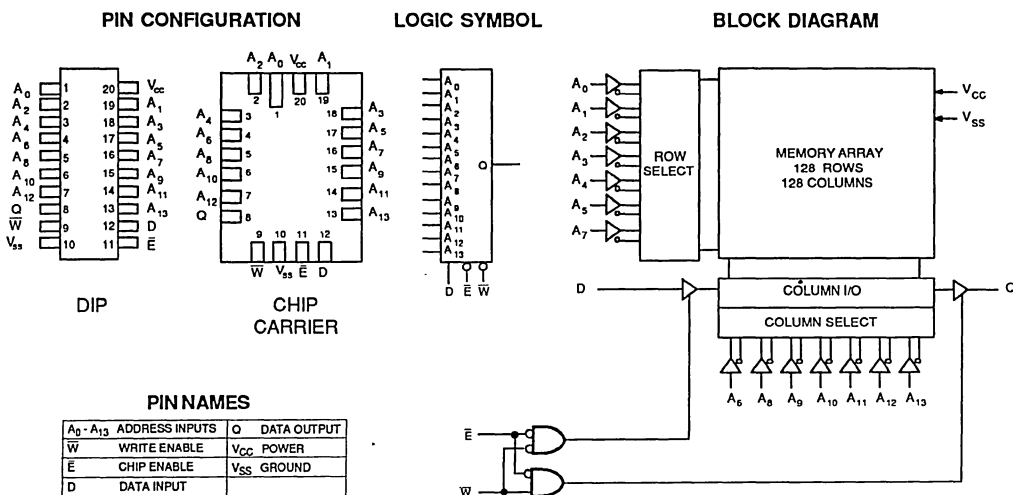 PIN CONFIGURATION
LOGIC SYMBOL
BLOCK DIAGRAM
A0 1 20 VCC
A2 2 19 A1
A4 3 18 A3
A6 4 17 A5
A8 5 16 A7
A10 6 15 A9
A12 7 14 A11
Q 8 13 A13
W̅ 9 12 D
VSS 10 11 E̅
DIP
A2 A0 VCC A1
2 1 20 19
A4 3 18 A3
A6 4 17 A5
A8 5 16 A7
A10 6 15 A9
A12 7 14 A11
Q 8 13 A13
9 10 11 12
W̅ VSS E̅ D
CHIP
CARRIER
A0
A1
A2
A3
A4
A5
A6
A7
A8
A9
A10
A11
A12
A13
Q
D E̅ W̅
A0
A1
A2
A3
A4
A5
A7
ROW
SELECT
MEMORY ARRAY
128 ROWS
128 COLUMNS
VCC
VSS
D
COLUMN I/O
Q
COLUMN SELECT
A6 A8 A9 A10 A11 A12 A13
E̅
W̅
PIN NAMES
A0 - A13 ADDRESS INPUTS Q DATA OUTPUT
W̅ WRITE ENABLE VCC POWER
E̅ CHIP ENABLE VSS GROUND
D DATA INPUT